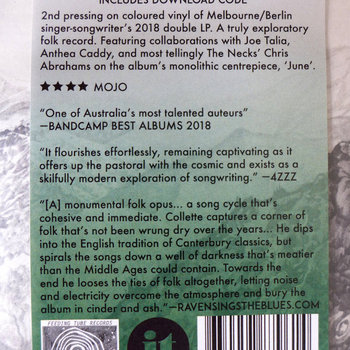 INCLUDES DOWNLOAD CODE
2nd pressing on coloured vinyl of Melbourne/Berlin
singer-songwriter's 2018 double LP. A truly exploratory
folk record. Featuring collaborations with Joe Talia,
Anthea Caddy, and most tellingly The Necks' Chris
Abrahams on the album's monolithic centrepiece, 'June'.
★★★★ MOJO
"One of Australia's most talented auteurs"
—BANDCAMP BEST ALBUMS 2018
"It flourishes effortlessly, remaining captivating as it
offers up the pastoral with the cosmic and exists as a
skilfully modern exploration of songwriting." —4ZZZ
"[A] monumental folk opus... a song cycle that's
cohesive and immediate. Collette captures a corner of
folk that's not been wrung dry over the years... He dips
into the English tradition of Canterbury classics, but
spirals the songs down a well of darkness that's meatier
than the Middle Ages could contain. Towards the
end he looses the ties of folk altogether, letting noise
and electricity overcome the atmosphere and bury the
album in cinder and ash."—RAVENSINGSTHEBLUES.COM
FEEDING TUBE RECORDS
it